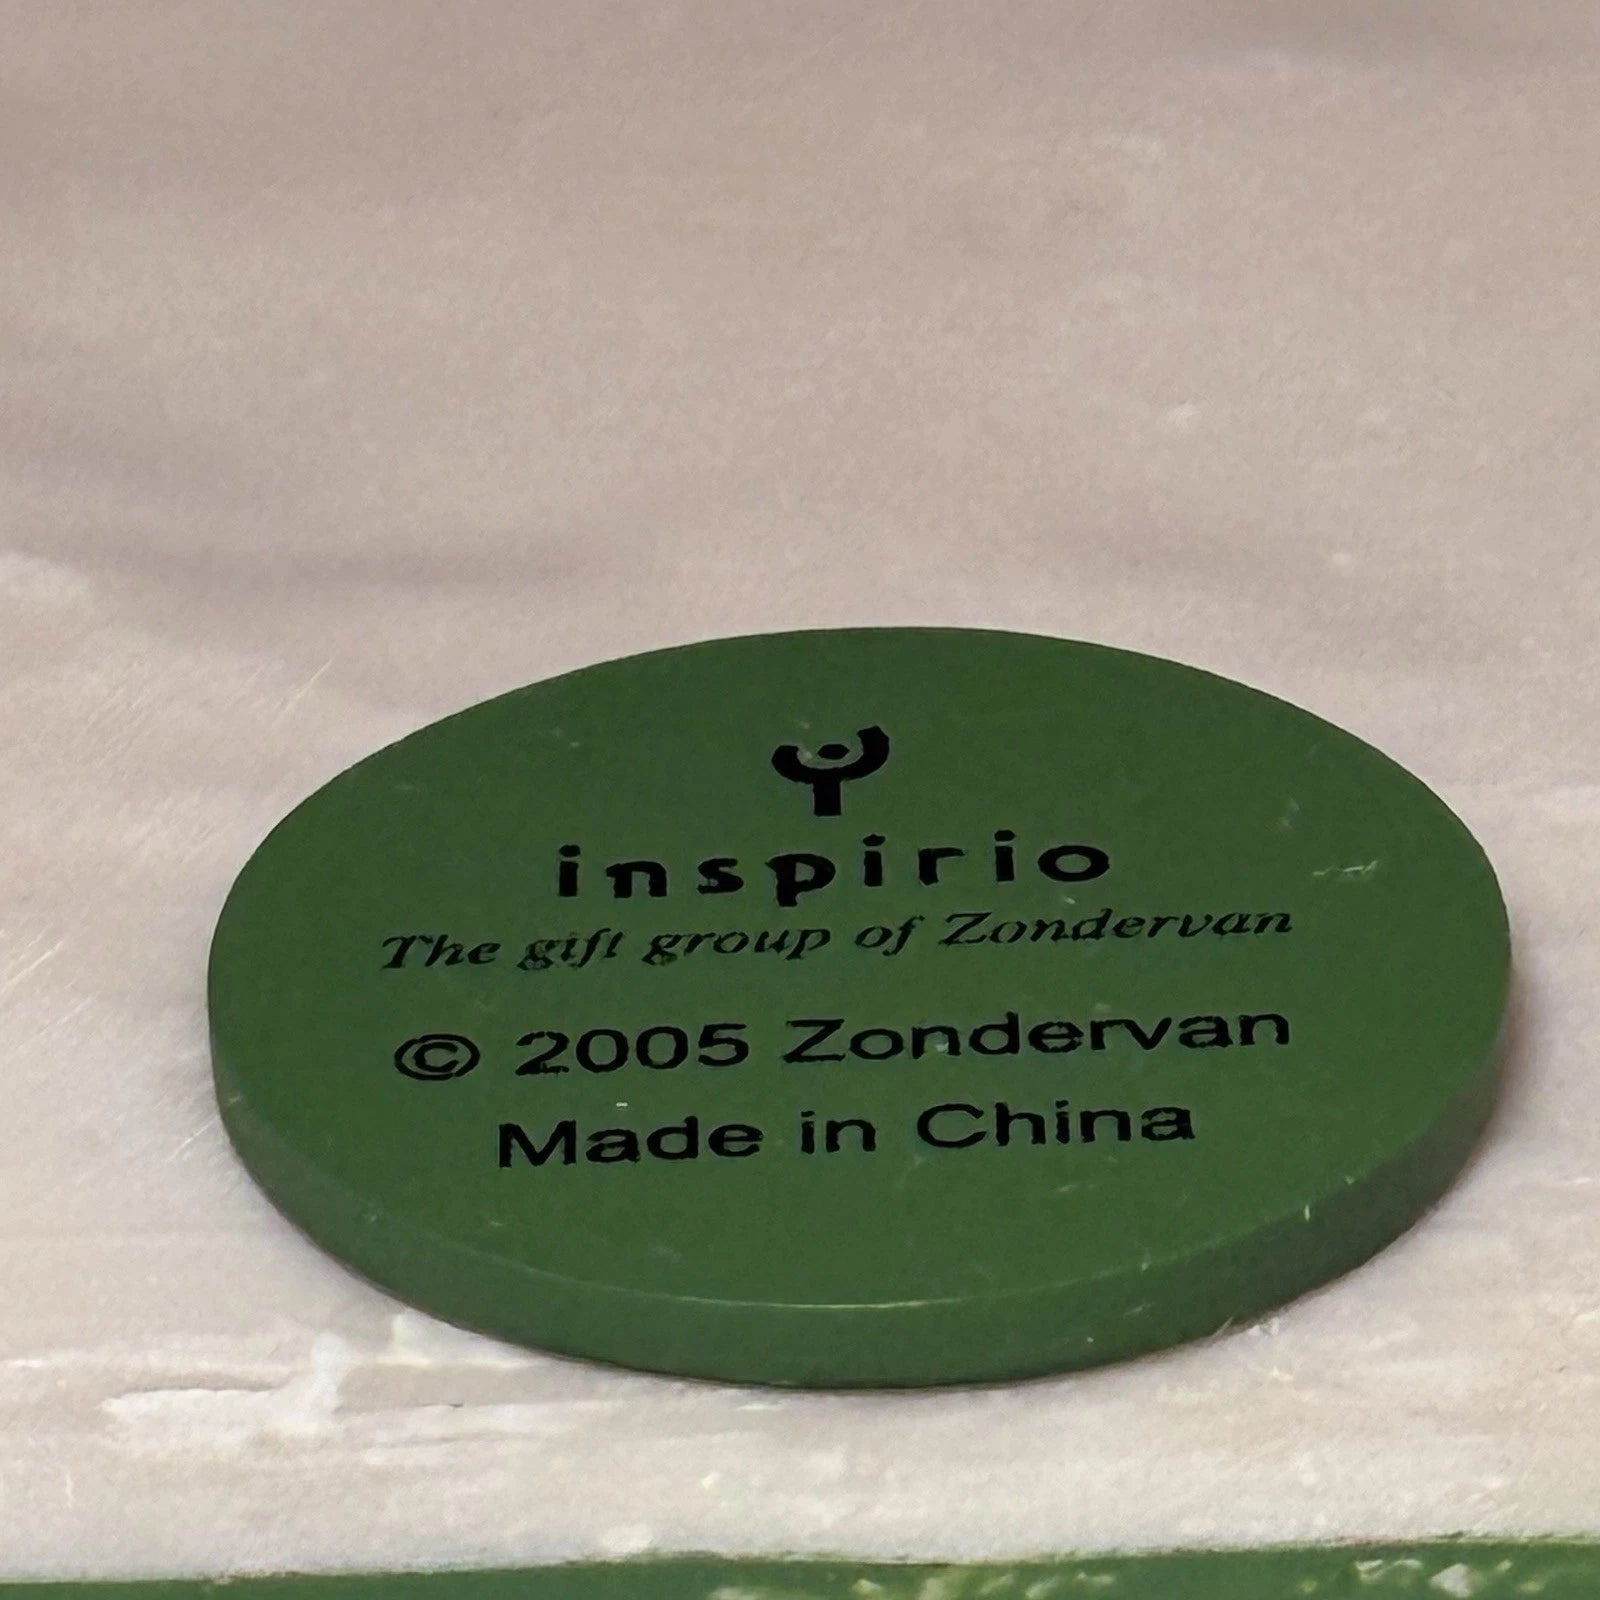 inspirio
The gift group of Zondervan
© 2005 Zondervan
Made in China